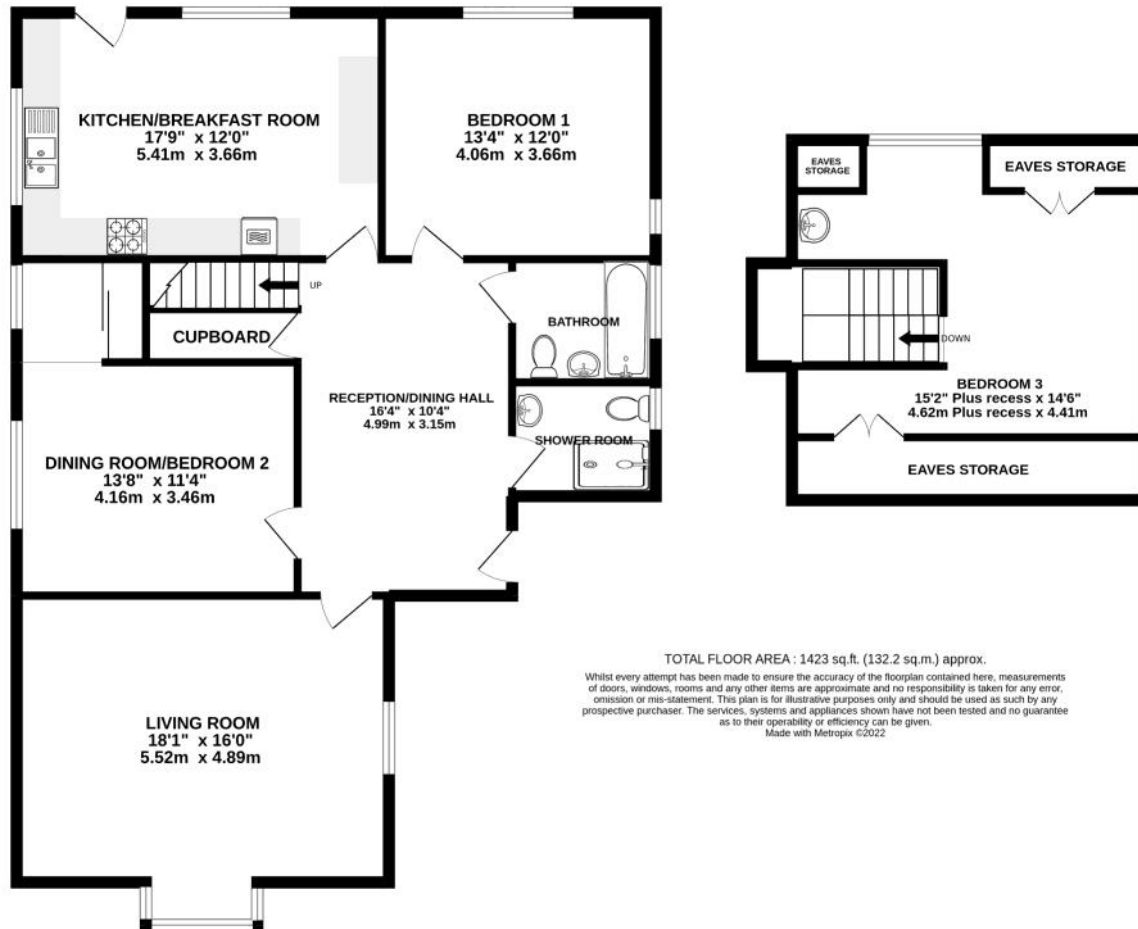 KITCHEN/BREAKFAST ROOM
17'9" x 12'0"
5.41m x 3.66m
BEDROOM 1
13'4" x 12'0"
4.06m x 3.66m
UP
CUPBOARD
BATHROOM
RECEPTION/DINING HALL
16'4" x 10'4"
4.99m x 3.15m
SHOWER ROOM
DINING ROOM/BEDROOM 2
13'8" x 11'4"
4.16m x 3.46m
LIVING ROOM
18'1" x 16'0"
5.52m x 4.89m
EAVES
STORAGE
EAVES STORAGE
DOWN
BEDROOM 3
15'2" Plus recess x 14'6"
4.62m Plus recess x 4.41m
EAVES STORAGE
TOTAL FLOOR AREA : 1423 sq.ft. (132.2 sq.m.) approx.
Whilst every attempt has been made to ensure the accuracy of the floorplan contained here, measurements
of doors, windows, rooms and any other items are approximate and no responsibility is taken for any error,
omission or mis-statement. This plan is for illustrative purposes only and should be used as such by any
prospective purchaser. The services, systems and appliances shown have not been tested and no guarantee
as to their operability or efficiency can be given.
Made with Metropix ©2022